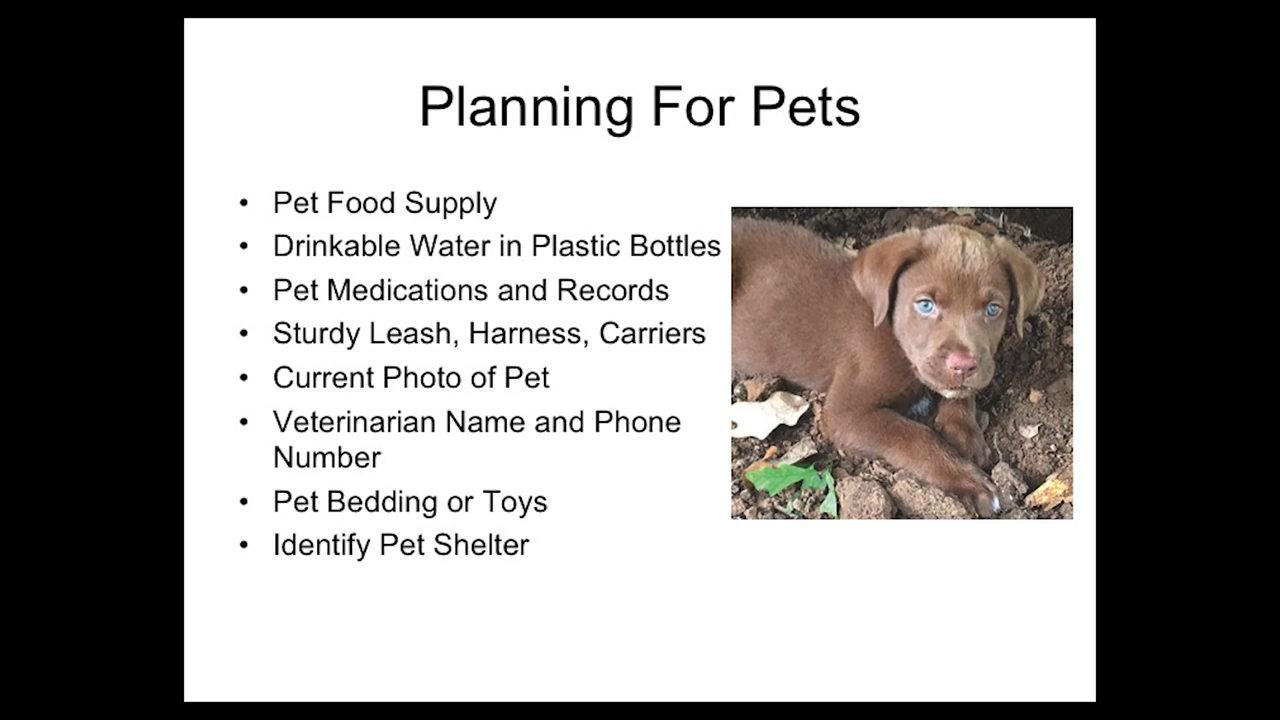 Planning For Pets
• Pet Food Supply
• Drinkable Water in Plastic Bottles
• Pet Medications and Records
• Sturdy Leash, Harness, Carriers
• Current Photo of Pet
• Veterinarian Name and Phone
Number
• Pet Bedding or Toys
• Identify Pet Shelter